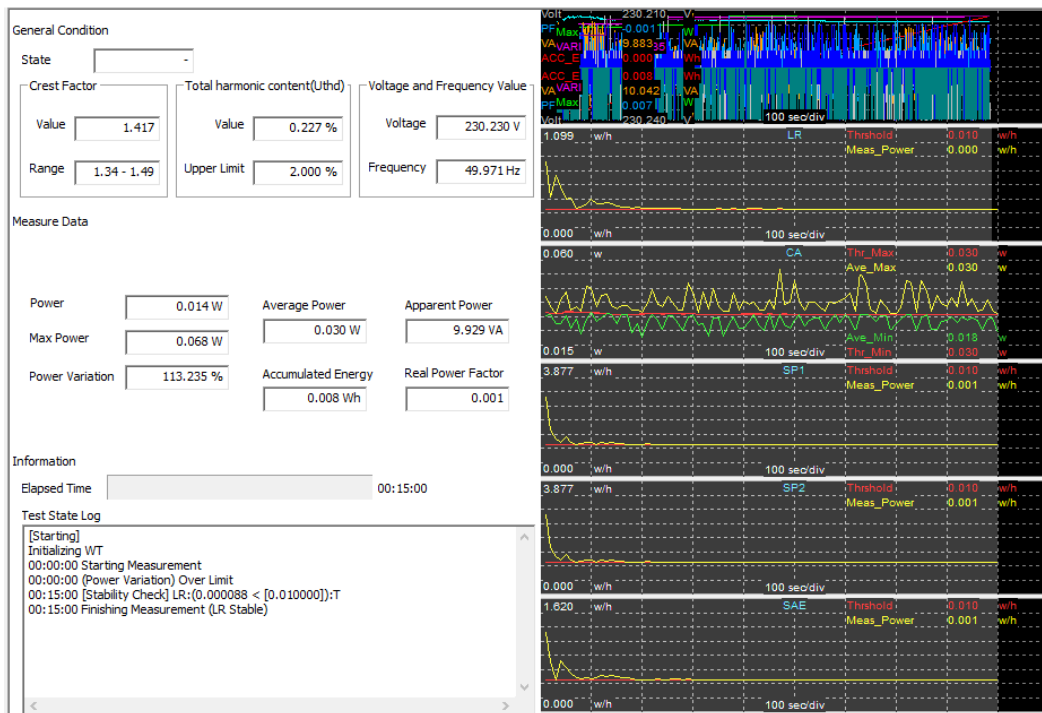 General Condition
State -
Crest Factor
Value 1.417
Range 1.34 - 1.49
Total harmonic content(Uthd)
Value 0.227 %
Upper Limit 2.000 %
Voltage and Frequency Value
Voltage 230.230 V
Frequency 49.971 Hz
Measure Data
Power 0.014 W
Max Power 0.068 W
Power Variation 113.235 %
Average Power
0.030 W
Accumulated Energy
0.008 Wh
Apparent Power
9.929 VA
Real Power Factor
0.001
Information
Elapsed Time 00:15:00
Test State Log
[Starting]
Initializing WT
00:00:00 Starting Measurement
00:00:00 (Power Variation) Over Limit
00:15:00 [Stability Check] LR:(0.000088 < [0.010000]):T
00:15:00 Finishing Measurement (LR Stable)
Volt 230.210 V
PF Max -0.001 W
VA VARI 9.883 VA
ACC_E 0.000 Wh
ACC_E 0.008 Wh
VA VARI 10.042 VA
PF Max 0.007 W
Volt 230.240 V
100 sec/div
1.099 w/h LR Thrshold 0.010 w/h
Meas_Power 0.000 w/h
0.000 w/h 100 sec/div
0.060 w CA Thr_Max 0.030 w
Ave_Max 0.030 w
Ave_Min 0.018 w
0.015 w 100 sec/div Thr_Min 0.030 w
3.877 w/h SP1 Thrshold 0.010 w/h
Meas_Power 0.001 w/h
0.000 w/h 100 sec/div
3.877 w/h SP2 Thrshold 0.010 w/h
Meas_Power 0.001 w/h
0.000 w/h 100 sec/div
1.620 w/h SAE Thrshold 0.010 w/h
Meas_Power 0.001 w/h
0.000 w/h 100 sec/div